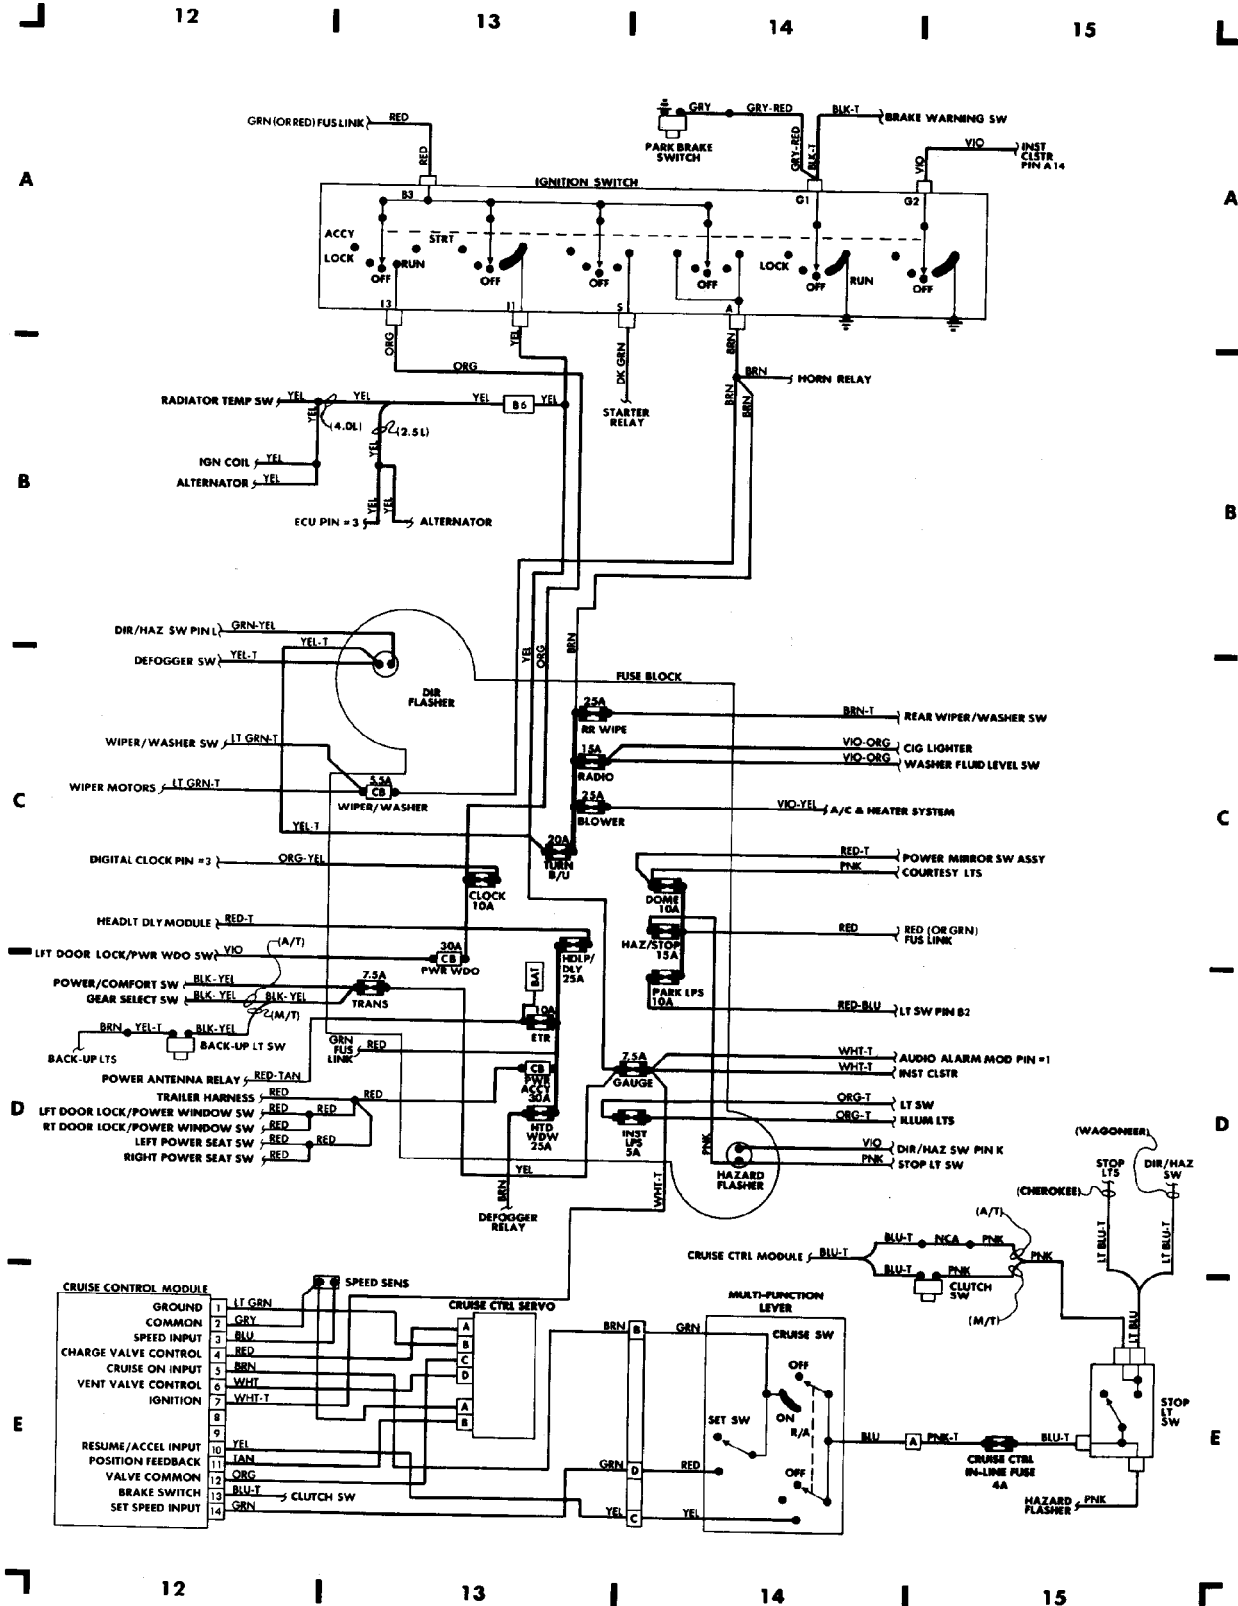 12 13 14 15
GRN (OR RED) FUS LINK RED
RED
GRY GRY-RED BLK-T BRAKE WARNING SW
PARK BRAKE
SWITCH
GRY-RED
BLK-T
VIO INST
CLSTR
PIN A14
VIO
A A
IGNITION SWITCH
B3 G1 G2
ACCY
LOCK
STRT
RUN
OFF OFF OFF OFF
LOCK
OFF
RUN
OFF
I3 I1 S A
ORG YEL DK GRN BRN
ORG
BRN HORN RELAY
BRN BRN
STARTER
RELAY
RADIATOR TEMP SW YEL YEL YEL B6 YEL
YEL (4.0L)
(2.5L)
YEL
IGN COIL YEL
ALTERNATOR YEL
YEL YEL
ECU PIN #3 ALTERNATOR
B B
DIR/HAZ SW PIN L GRN-YEL
YEL-T
DEFOGGER SW YEL-T
DIR
FLASHER
YEL ORG BRN
FUSE BLOCK
25A
RR WIPE
BRN-T REAR WIPER/WASHER SW
WIPER/WASHER SW LT GRN-T
15A
RADIO
VIO-ORG CIG LIGHTER
VIO-ORG WASHER FLUID LEVEL SW
WIPER MOTORS LT GRN-T
5.5A
CB
WIPER/WASHER
25A
BLOWER
VIO-YEL A/C & HEATER SYSTEM
C C
YEL-T
20A
TURN
B/U
DIGITAL CLOCK PIN #3 ORG-YEL
CLOCK
10A
RED-T POWER MIRROR SW ASSY
PNK COURTESY LTS
DOME
10A
HEADLT DLY MODULE RED-T
HAZ/STOP
15A
RED RED (OR GRN)
FUS LINK
LFT DOOR LOCK/PWR WDO SW VIO
(A/T)
30A
CB
PWR WDO
HDLP/
DLY
25A
BAT
POWER/COMFORT SW BLK-YEL
GEAR SELECT SW BLK-YEL BLK-YEL
7.5A
TRANS
PARK LPS
10A
RED-BLU LT SW PIN B2
(M/T)
BRN YEL-T BLK-YEL
BACK-UP LTS
BACK-UP LT SW
10A
ETR
GRN
FUS
LINK
RED
7.5A
GAUGE
WHT-T AUDIO ALARM MOD PIN #1
WHT-T INST CLSTR
POWER ANTENNA RELAY RED-TAN
CB
PWR
ACCY
30A
TRAILER HARNESS RED RED
LFT DOOR LOCK/POWER WINDOW SW RED RED
RT DOOR LOCK/POWER WINDOW SW RED
LEFT POWER SEAT SW RED RED
RIGHT POWER SEAT SW RED
HTD
WDW
25A
INST
LPS
5A
ORG-T LT SW
ORG-T ILLUM LTS
D D
PNK
VIO DIR/HAZ SW PIN K
PNK STOP LT SW
HAZARD
FLASHER
YEL
BRN
WHT-T
DEFOGGER
RELAY
(WAGONEER)
STOP
LTS
DIR/HAZ
SW
(CHEROKEE)
LT BLU-T LT BLU-T
(A/T)
BLU-T NCA PNK
CRUISE CTRL MODULE BLU-T PNK
BLU-T PNK
CLUTCH
SW
(M/T)
LT BLU
SPEED SENS
CRUISE CONTROL MODULE
CRUISE CTRL SERVO
MULTI-FUNCTION
LEVER
GROUND 1 LT GRN
COMMON 2 GRY
SPEED INPUT 3 BLU
CHARGE VALVE CONTROL 4 RED
CRUISE ON INPUT 5 BRN
VENT VALVE CONTROL 6 WHT
IGNITION 7 WHT-T
8
9
RESUME/ACCEL INPUT 10 YEL
POSITION FEEDBACK 11 TAN
VALVE COMMON 12 ORG
BRAKE SWITCH 13 BLU-T CLUTCH SW
SET SPEED INPUT 14 GRN
A
B
C
D
A
B
BRN B GRN
CRUISE SW
OFF
ON
R/A
SET SW
GRN D RED
OFF
YEL C YEL
BLU A PNK-T BLU-T
CRUISE CTRL
IN-LINE FUSE
4A
STOP
LT
SW
HAZARD
FLASHER
PNK
E E
12 13 14 15